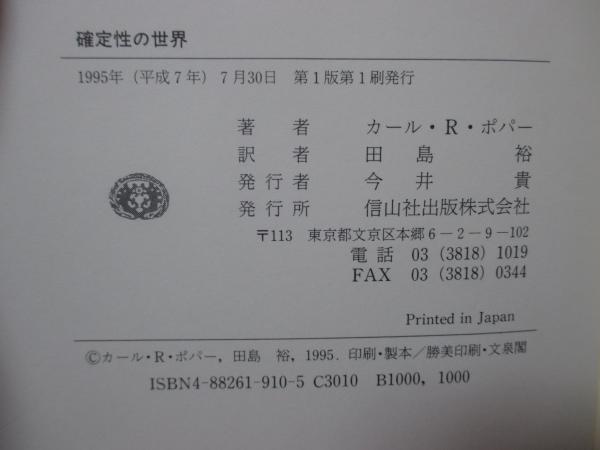 確定性の世界
1995年（平成7年）7月30日　第1版第1刷発行
著者　カール・R・ポパー
訳者　田島裕
発行者　今井貴
発行所　信山社出版株式会社
〒113　東京都文京区本郷6－2－9－102
電話　03（3818）1019
FAX　03（3818）0344
Printed in Japan
©カール・R・ポパー，田島　裕，1995．印刷・製本／勝美印刷・文泉閣
ISBN4-88261-910-5 C3010 B1000，1000